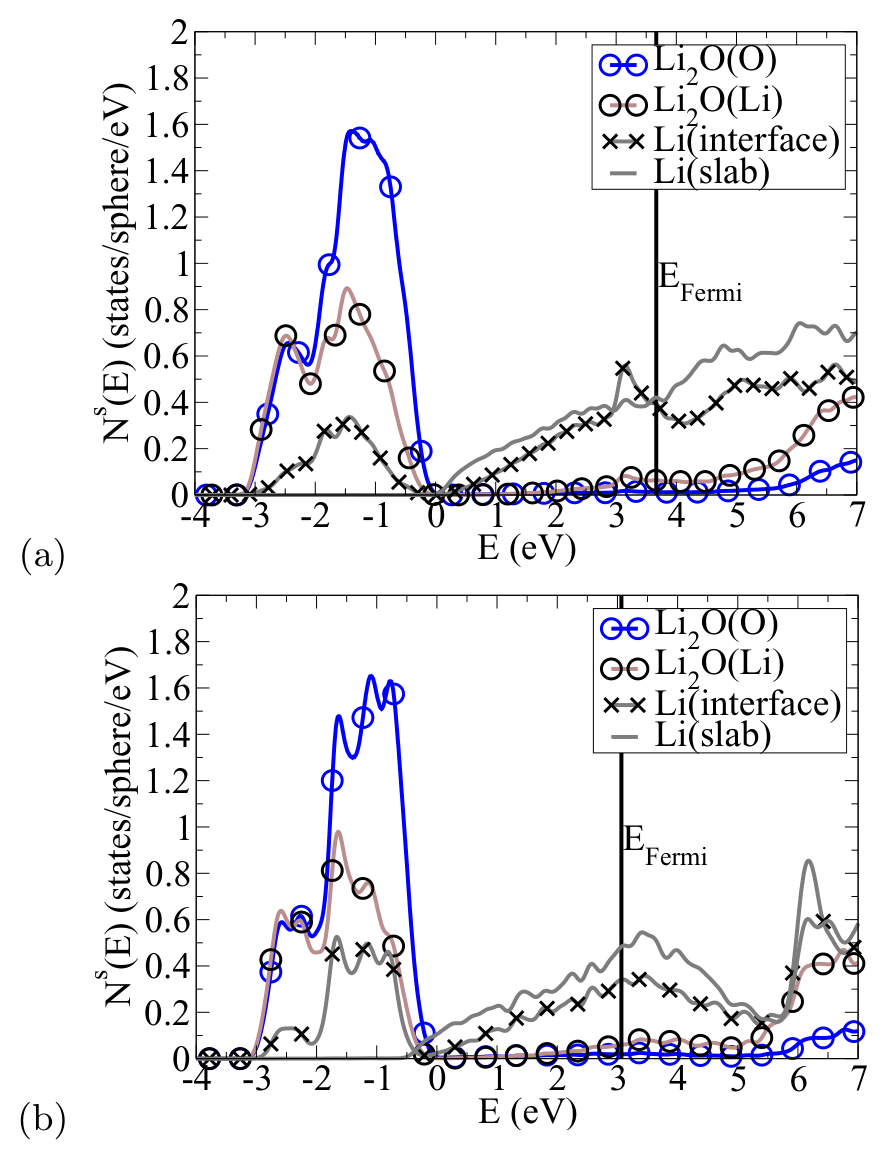 2
1.8
1.6
1.4
1.2
1
0.8
0.6
0.4
0.2
0
N^s(E) (states/sphere/eV)
Li₂O(O)
Li₂O(Li)
Li(interface)
Li(slab)
E_Fermi
-4 -3 -2 -1 0 1 2 3 4 5 6 7
E (eV)
(a)
2
1.8
1.6
1.4
1.2
1
0.8
0.6
0.4
0.2
0
N^s(E) (states/sphere/eV)
Li₂O(O)
Li₂O(Li)
Li(interface)
Li(slab)
E_Fermi
-4 -3 -2 -1 0 1 2 3 4 5 6 7
E (eV)
(b)